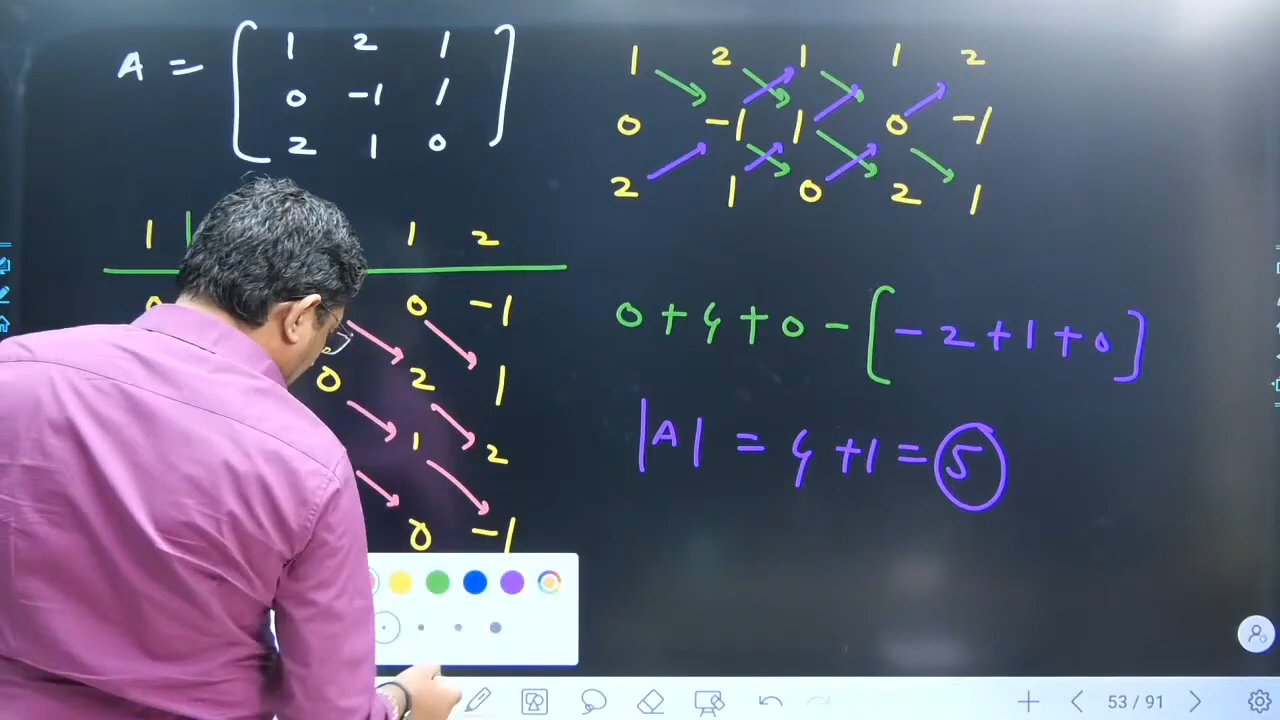 A = [ 1 2 1
0 -1 1
2 1 0 ]
1 2 1 1 2
0 -1 1 0 -1
2 1 0 2 1
1 1 2
0 0 -1
0 2 1
1 2
0 -1
0 + 4 + 0 - [ - 2 + 1 + 0 ]
|A| = 4 + 1 = 5
53 / 91